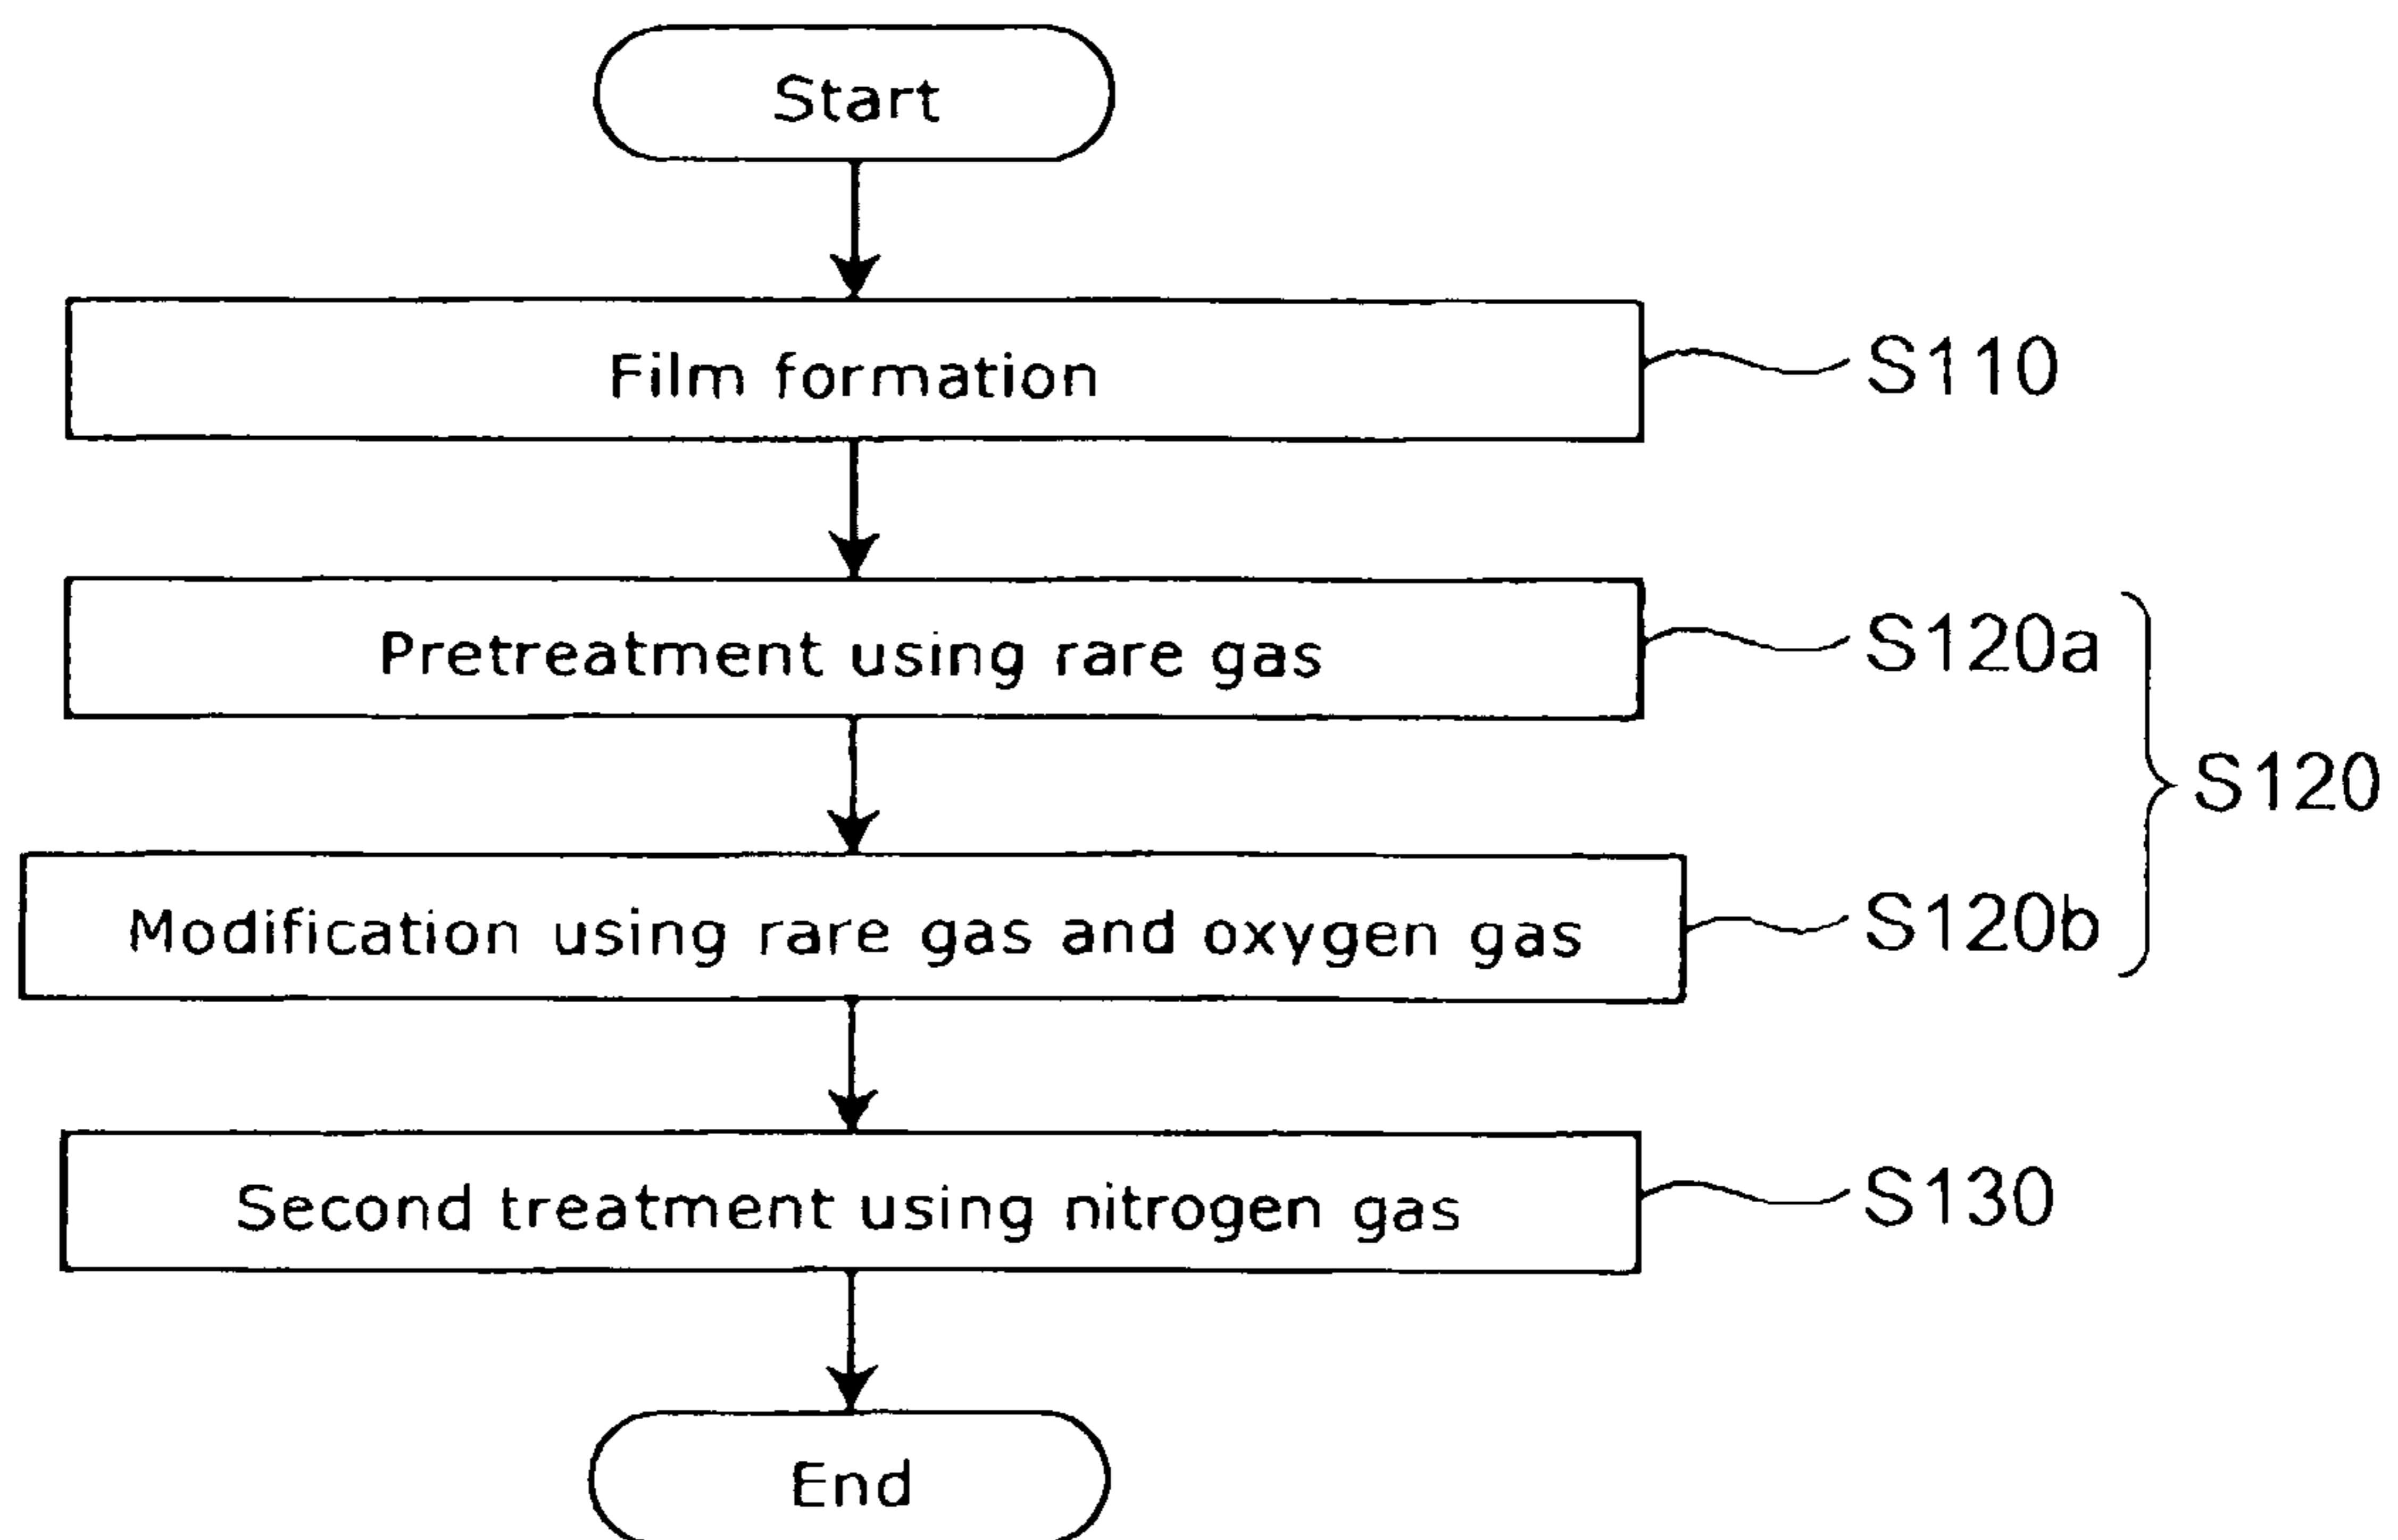 Start
Film formation
S110
Pretreatment using rare gas
S120a
S120
Modification using rare gas and oxygen gas
S120b
Second treatment using nitrogen gas
S130
End